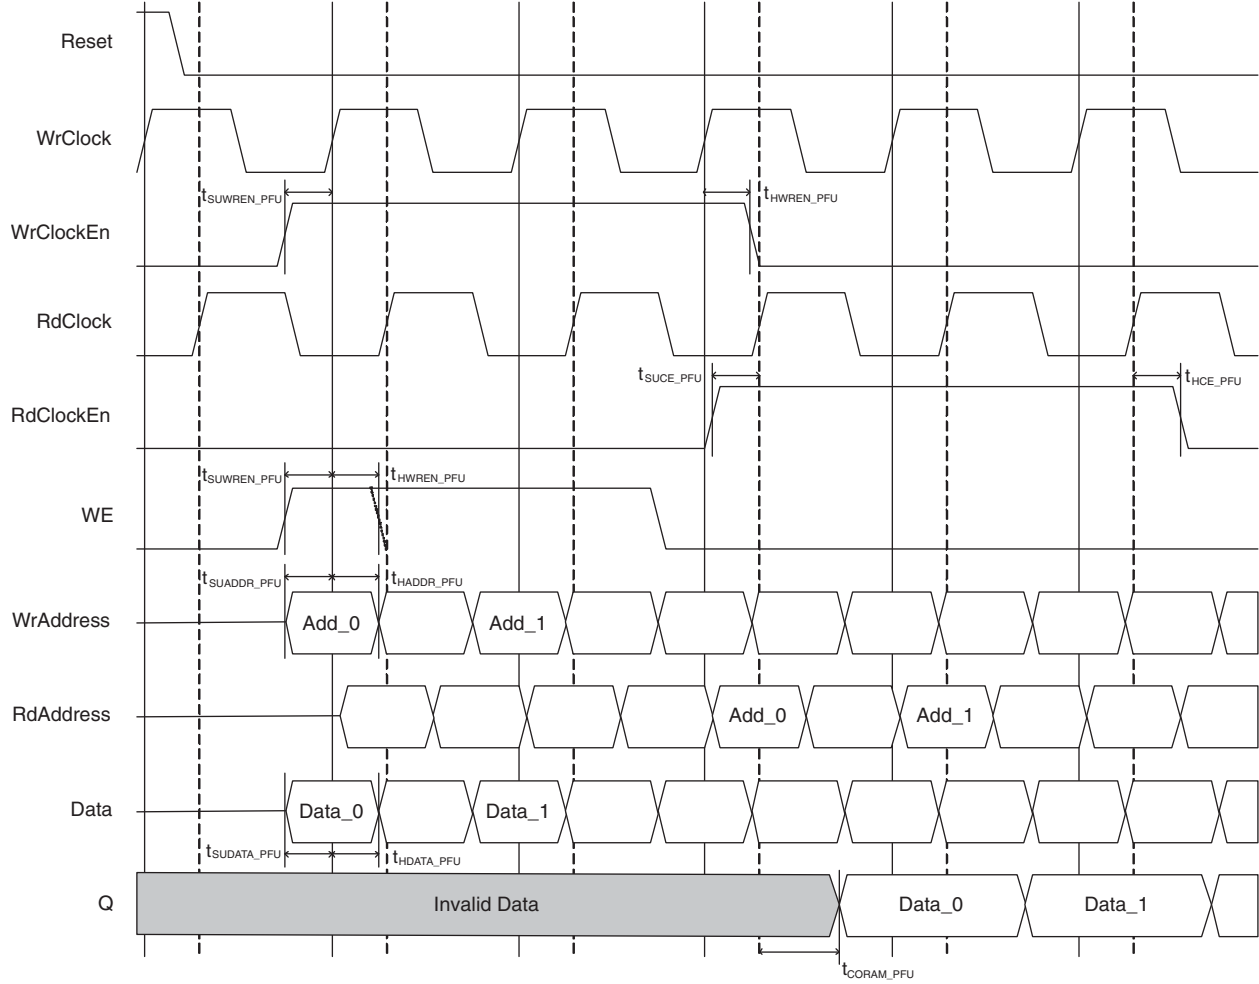 Reset
WrClock
tSUWREN_PFU
tHWREN_PFU
WrClockEn
RdClock
tSUCE_PFU
tHCE_PFU
RdClockEn
tSUWREN_PFU
tHWREN_PFU
WE
tSUADDR_PFU
tHADDR_PFU
WrAddress
Add_0
Add_1
RdAddress
Add_0
Add_1
Data
Data_0
Data_1
tSUDATA_PFU
tHDATA_PFU
Q
Invalid Data
Data_0
Data_1
tCORAM_PFU